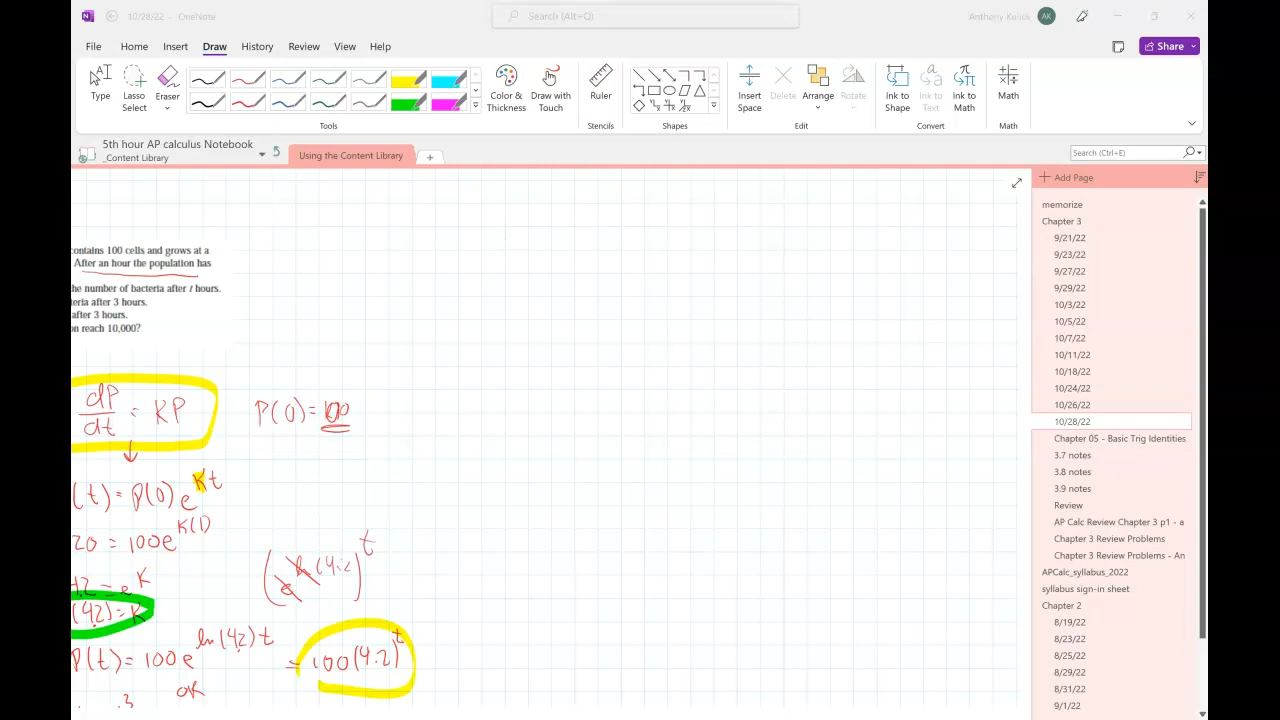 10/28/22 - OneNote
Search (Alt+Q)
AK
File Home Insert Draw History Review View Help
Share
Type
Lasso Select
Eraser
Color & Thickness
Draw with Touch
Ruler
Insert Space
Delete
Arrange
Rotate
Ink to Shape
Ink to Text
Ink to Math
Math
Tools
Stencils
Shapes
Edit
Convert
Math
5th hour AP calculus Notebook
_Content Library
Using the Content Library
+
Search (Ctrl+E)
+ Add Page
memorize
Chapter 3
9/21/22
9/23/22
9/27/22
9/29/22
10/3/22
10/5/22
10/7/22
10/11/22
10/18/22
10/24/22
10/26/22
10/28/22
Chapter 05 - Basic Trig Identities
3.7 notes
3.8 notes
3.9 notes
Review
AP Calc Review Chapter 3 p1 - a
Chapter 3 Review Problems
Chapter 3 Review Problems - An
APCalc_syllabus_2022
syllabus sign-in sheet
Chapter 2
8/19/22
8/23/22
8/25/22
8/29/22
8/31/22
9/1/22
contains 100 cells and grows at a
After an hour the population has
he number of bacteria after t hours.
teria after 3 hours.
after 3 hours.
on reach 10,000?
dP/dt = KP P(0)=100
(t) = P(0) e^Kt
20 = 100e^K(1)
4.2 = e^K
(e^ln(4.2))^t
(4.2) = K
P(t) = 100e^ln(4.2)t = 100(4.2)^t
OR